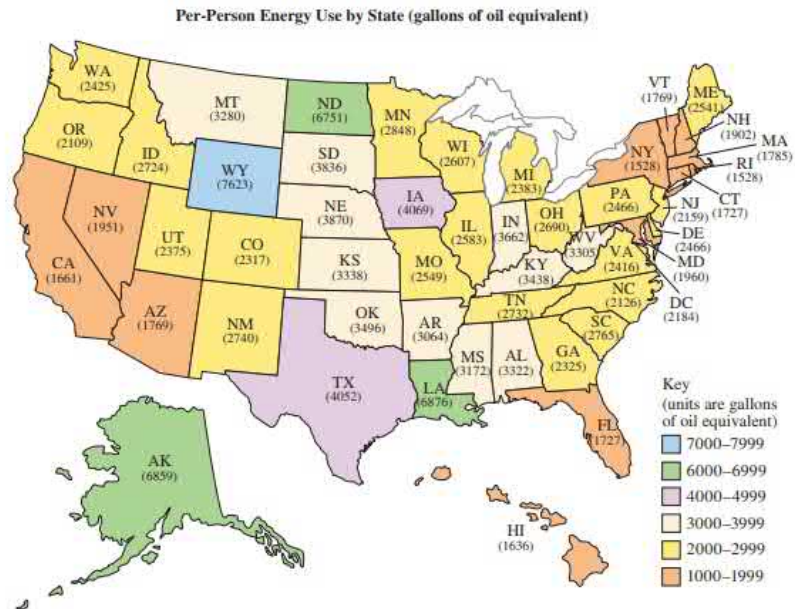 Per-Person Energy Use by State (gallons of oil equivalent)
WA
(2425)
OR
(2109)
ID
(2724)
MT
(3280)
WY
(7623)
ND
(6751)
SD
(3836)
NE
(3870)
KS
(3338)
OK
(3496)
MN
(2848)
WI
(2607)
MI
(2383)
IA
(4069)
IL
(2583)
IN
(3662)
OH
(2690)
PA
(2466)
NY
(1528)
VT
(1769)
ME
(2541)
NH
(1902)
MA
(1785)
RI
(1528)
CT
(1727)
NJ
(2159)
DE
(2466)
MD
(1960)
DC
(2184)
WV
(3305)
VA
(2416)
KY
(3438)
NC
(2126)
TN
(2732)
SC
(2765)
GA
(2325)
FL
(1727)
AL
(3322)
MS
(3172)
LA
(6876)
AR
(3064)
MO
(2549)
TX
(4052)
NM
(2740)
CO
(2317)
UT
(2375)
NV
(1951)
CA
(1661)
AZ
(1769)
AK
(6859)
HI
(1636)
Key
(units are gallons
of oil equivalent)
7000–7999
6000–6999
4000–4999
3000–3999
2000–2999
1000–1999